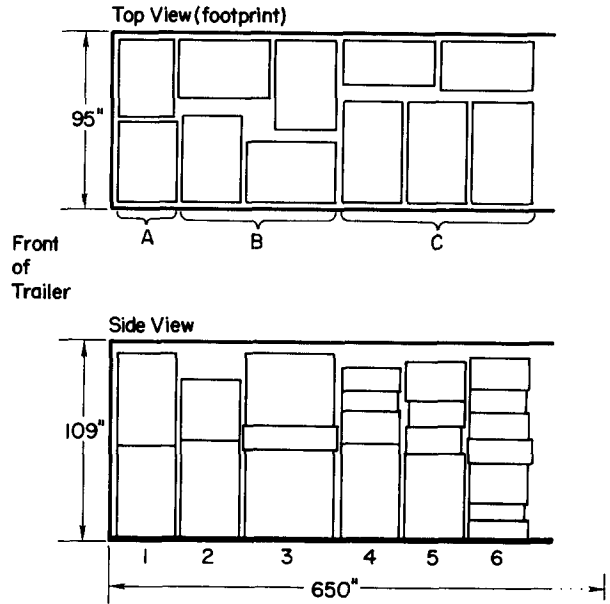 Top View (footprint)
95"
A
B
C
Front
of
Trailer
Side View
109"
1 2 3 4 5 6
650"